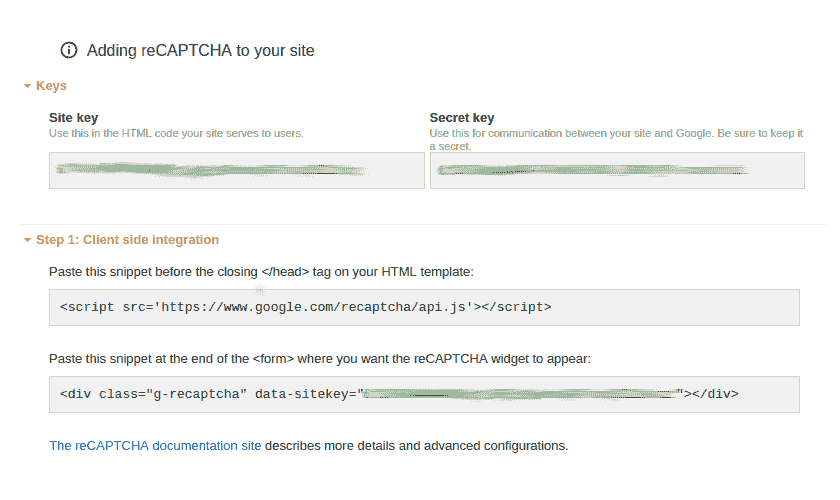 Adding reCAPTCHA to your site
Keys
Site key
Use this in the HTML code your site serves to users.
Secret key
Use this for communication between your site and Google. Be sure to keep it
a secret.
Step 1: Client side integration
Paste this snippet before the closing </head> tag on your HTML template:
<script src='https://www.google.com/recaptcha/api.js'></script>
Paste this snippet at the end of the <form> where you want the reCAPTCHA widget to appear:
<div class="g-recaptcha" data-sitekey=" "></div>
The reCAPTCHA documentation site describes more details and advanced configurations.